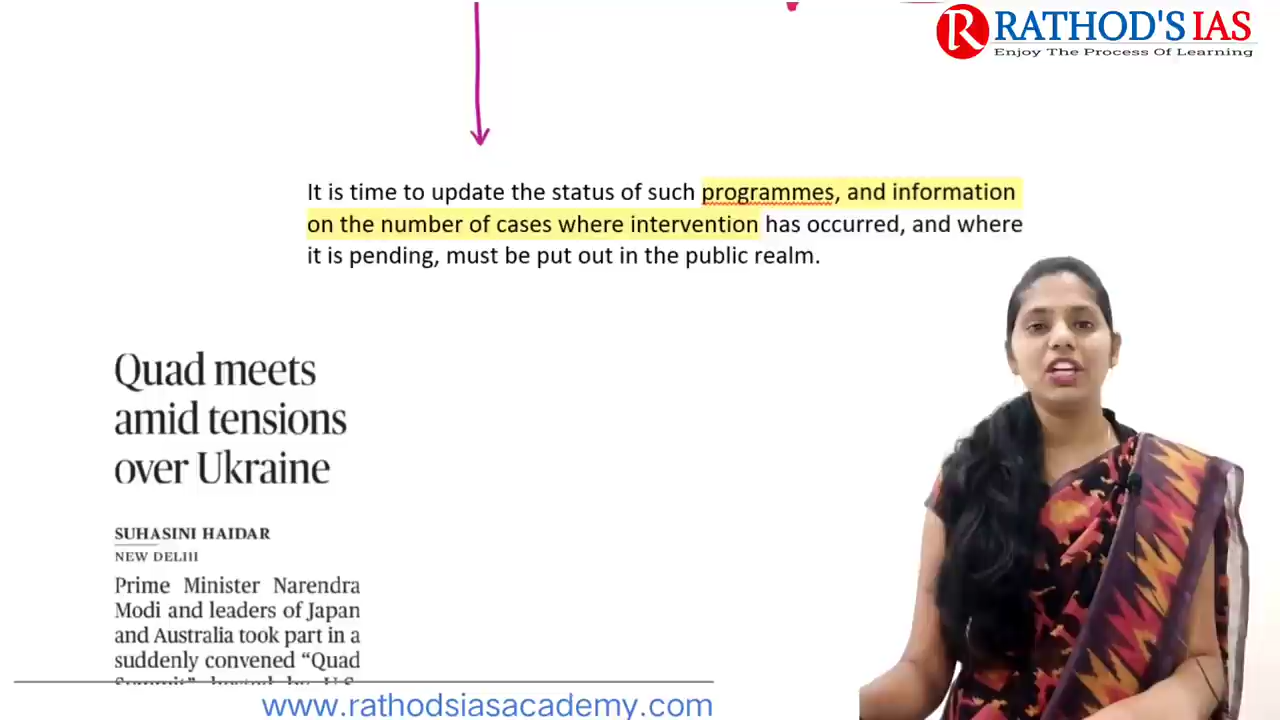 RATHOD'S IAS
Enjoy The Process Of Learning
It is time to update the status of such programmes, and information
on the number of cases where intervention has occurred, and where
it is pending, must be put out in the public realm.
Quad meets
amid tensions
over Ukraine
SUHASINI HAIDAR
NEW DELHI
Prime Minister Narendra
Modi and leaders of Japan
and Australia took part in a
suddenly convened “Quad
www.rathodsiasacademy.com